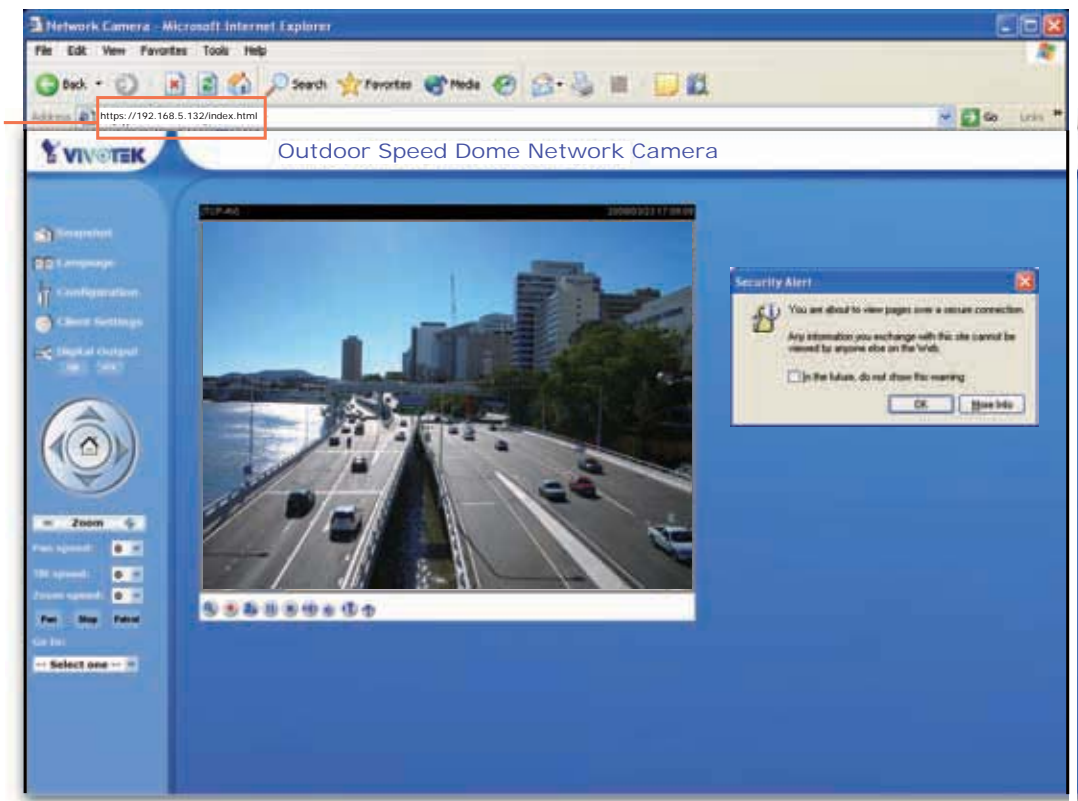 Network Camera - Microsoft Internet Explorer
File Edit View Favorites Tools Help
Back Search Favorites Media
Address https://192.168.5.132/index.html Go Links
VIVOTEK
Outdoor Speed Dome Network Camera
Snapshot
Language
Configuration
Client Settings
Digital Output
Zoom
Pan speed: 0
Tilt speed: 0
Zoom speed: 0
Pan Stop Patrol
Go to:
-- Select one --
Security Alert
You are about to view pages over a secure connection.
Any information you exchange with this site cannot be
viewed by anyone else on the Web.
In the future, do not show this warning
OK More Info